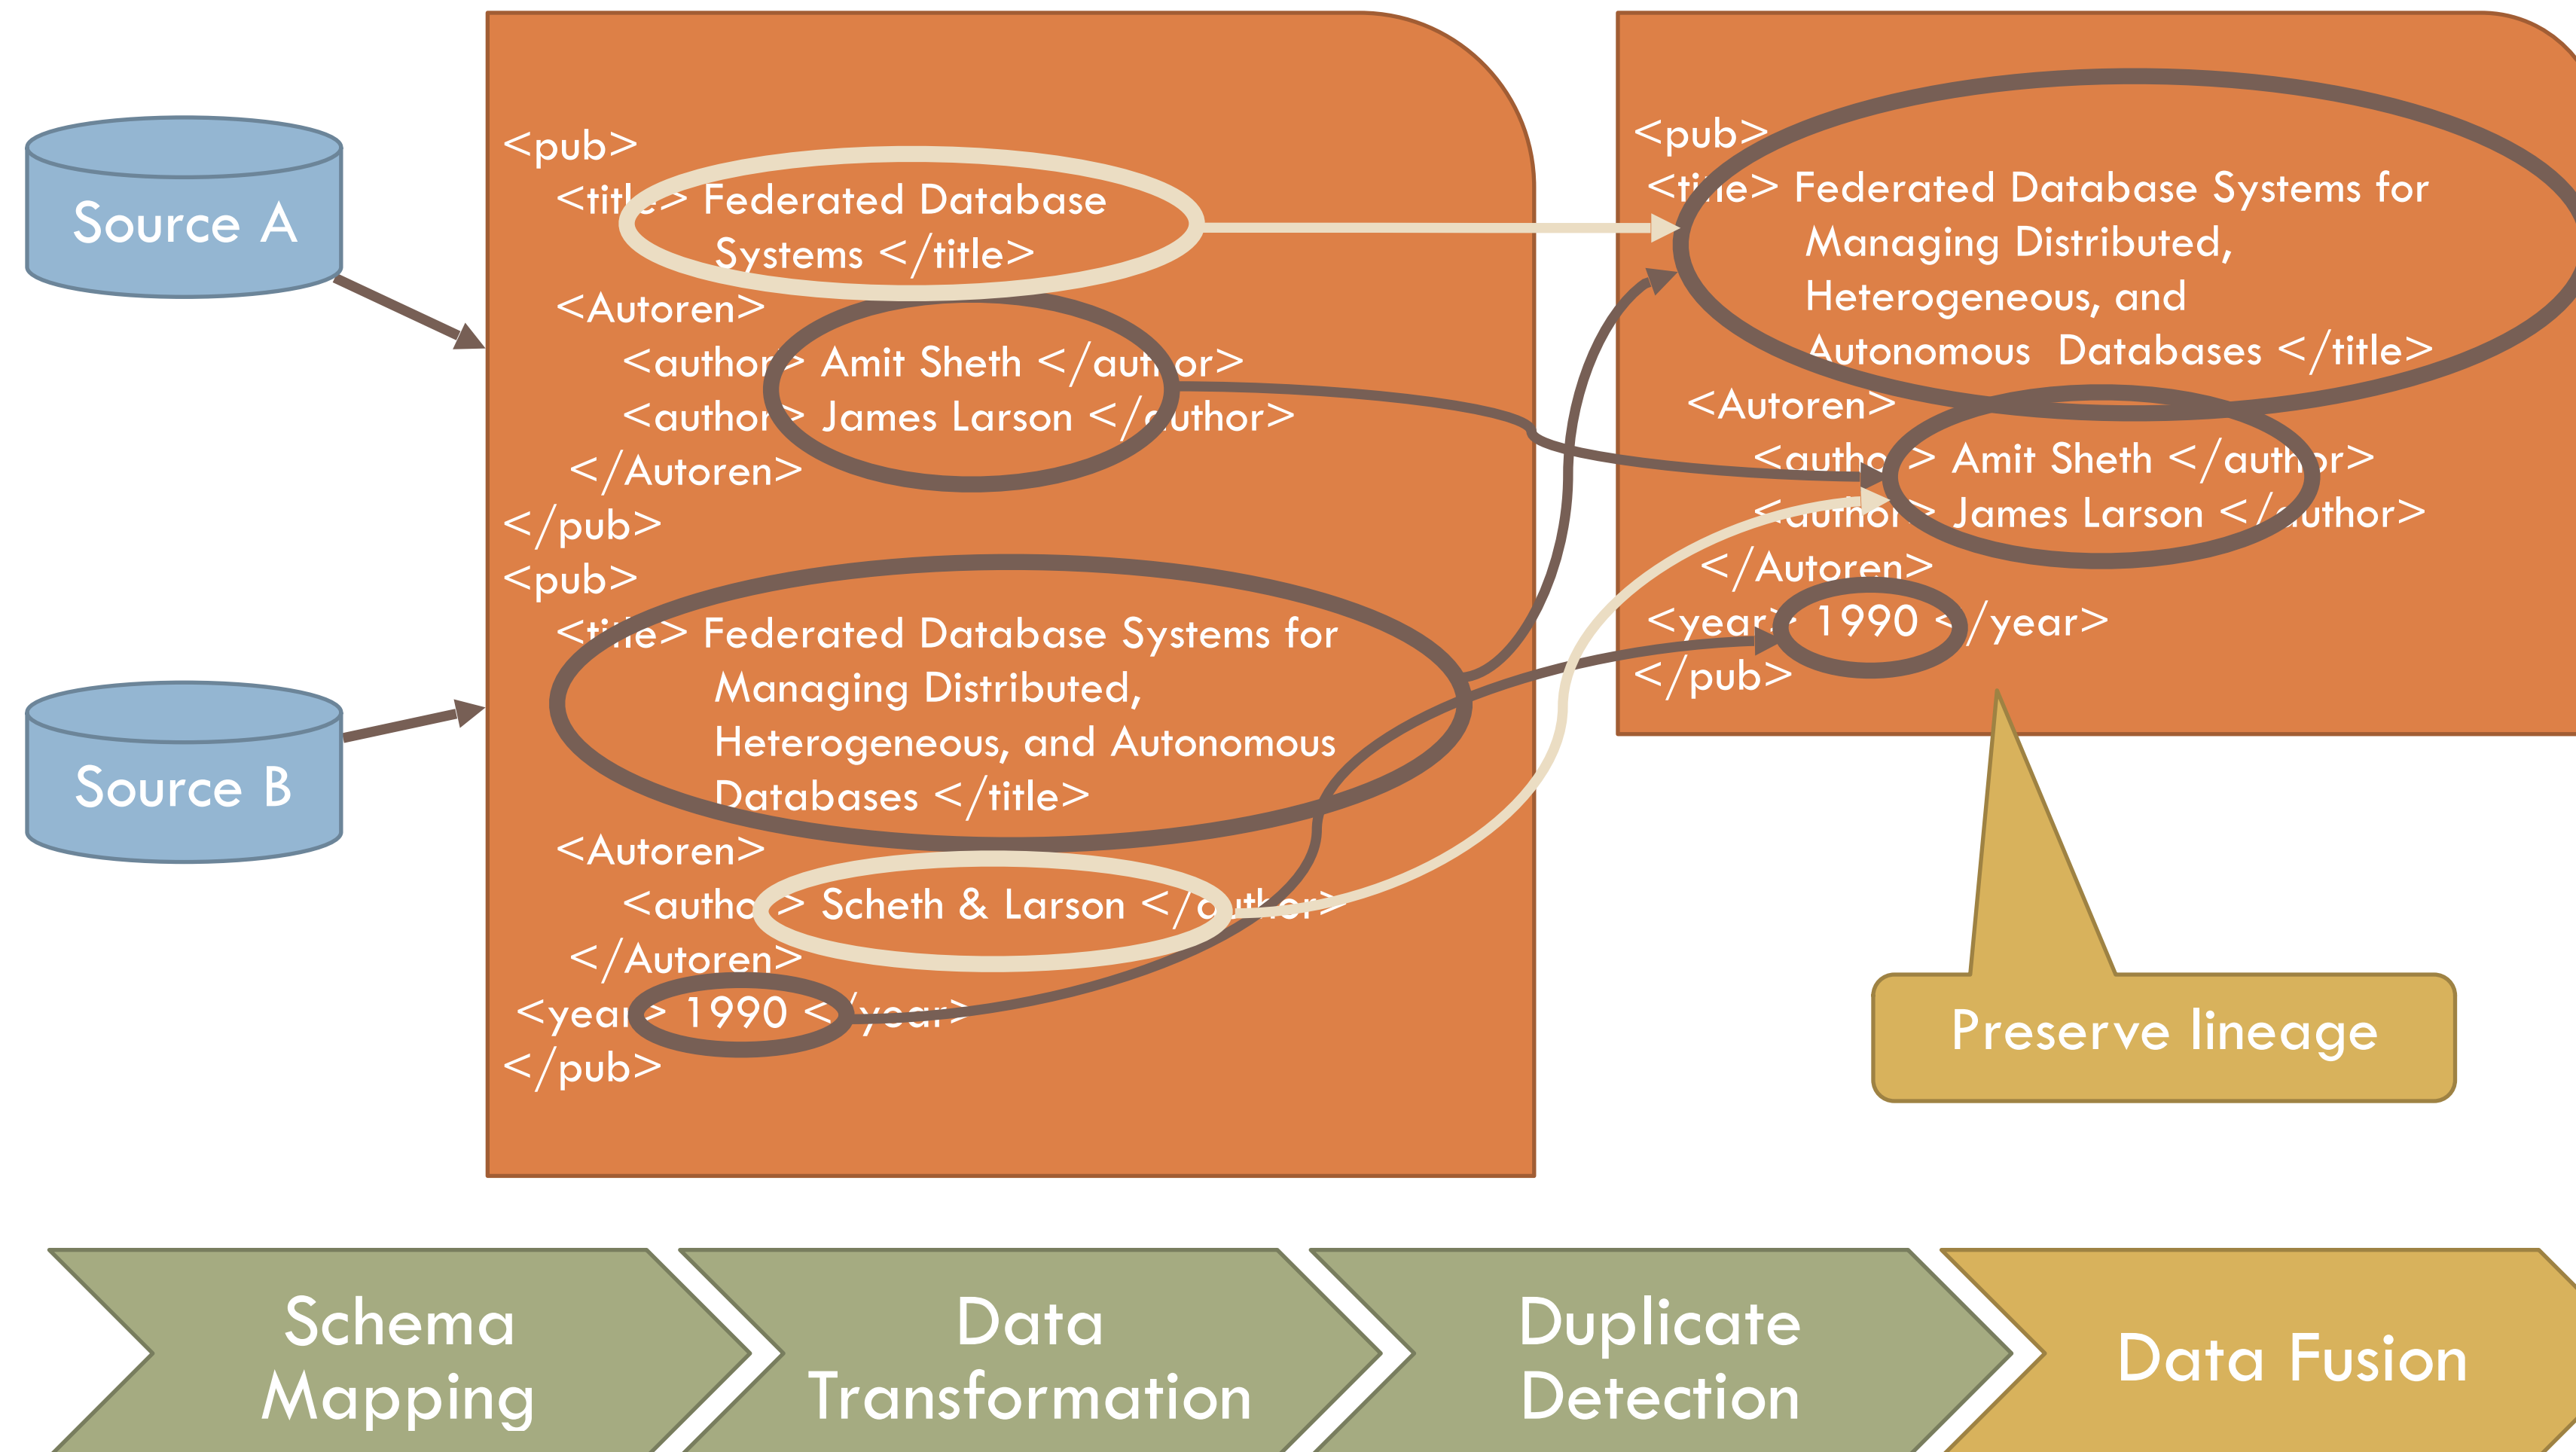 Source A
Source B
<pub>
<title> Federated Database
Systems </title>
<Autoren>
<author> Amit Sheth </author>
<author> James Larson </author>
</Autoren>
</pub>
<pub>
<title> Federated Database Systems for
Managing Distributed,
Heterogeneous, and Autonomous
Databases </title>
<Autoren>
<author> Scheth & Larson </author>
</Autoren>
<year> 1990 </year>
</pub>
<pub>
<title> Federated Database Systems for
Managing Distributed,
Heterogeneous, and
Autonomous Databases </title>
<Autoren>
<author> Amit Sheth </author>
<author> James Larson </author>
</Autoren>
<year> 1990 </year>
</pub>
Preserve lineage
Schema
Mapping
Data
Transformation
Duplicate
Detection
Data Fusion